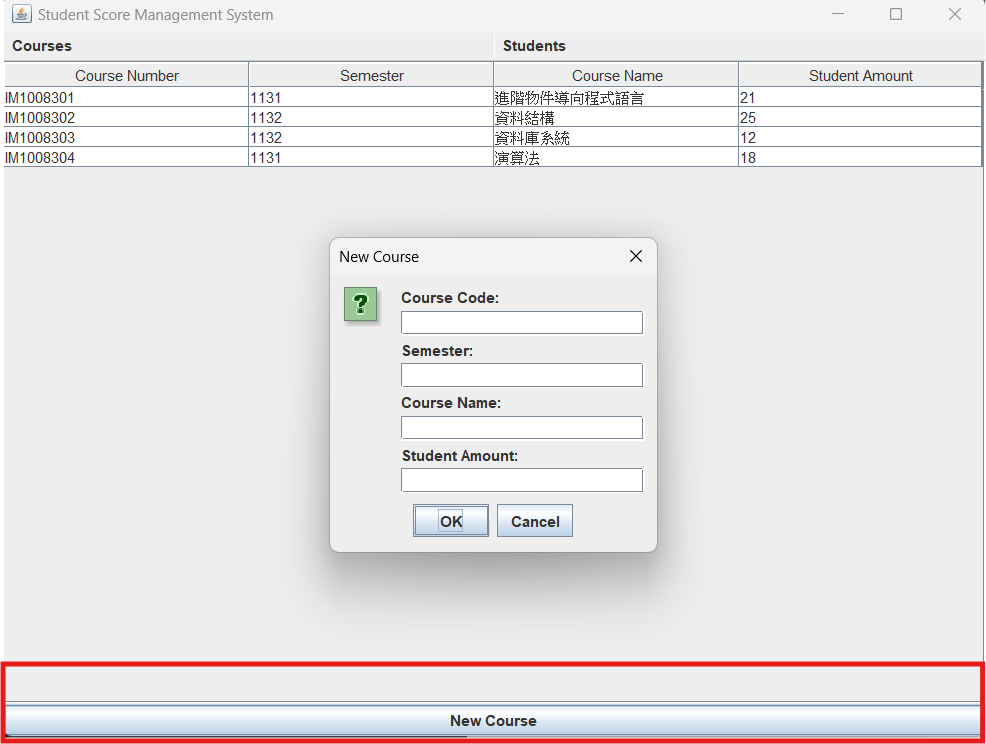 Student Score Management System
Courses Students
Course Number Semester Course Name Student Amount
IM1008301 1131 進階物件導向程式語言 21
IM1008302 1132 資料結構 25
IM1008303 1132 資料庫系統 12
IM1008304 1131 演算法 18
New Course
?
Course Code:
Semester:
Course Name:
Student Amount:
OK Cancel
New Course